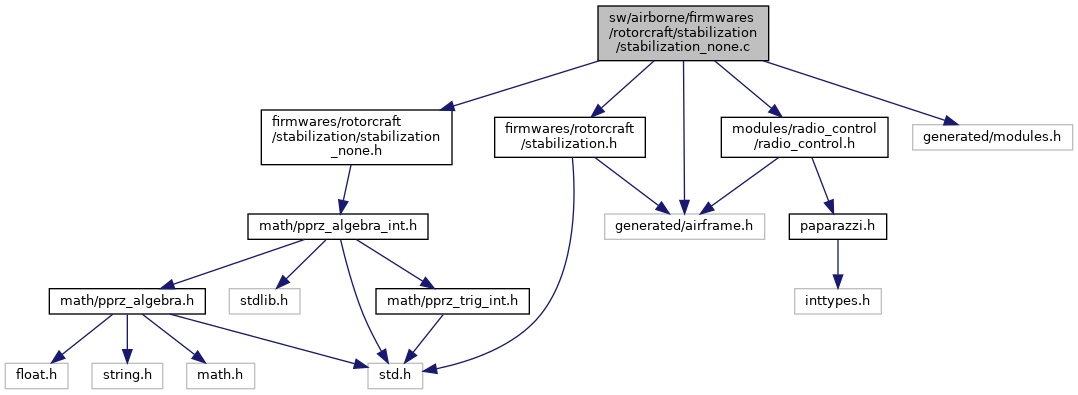 sw/airborne/firmwares
/rotorcraft/stabilization
/stabilization_none.c
firmwares/rotorcraft
/stabilization/stabilization
_none.h
firmwares/rotorcraft
/stabilization.h
modules/radio_control
/radio_control.h
generated/modules.h
math/pprz_algebra_int.h
generated/airframe.h
paparazzi.h
math/pprz_algebra.h
stdlib.h
math/pprz_trig_int.h
inttypes.h
float.h
string.h
math.h
std.h